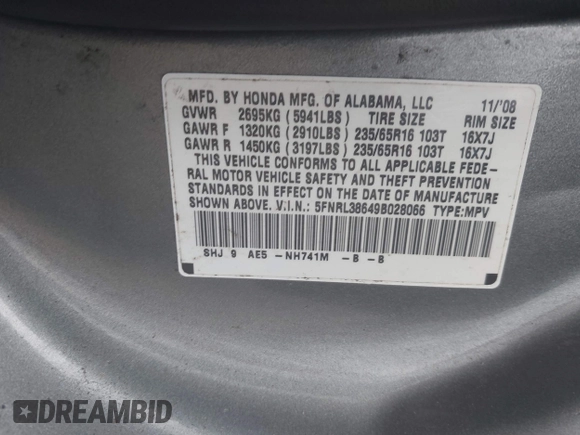 MFD. BY HONDA MFG. OF ALABAMA, LLC 11/'08
GVWR 2695KG (5941LBS) TIRE SIZE RIM SIZE
GAWR F 1320KG (2910LBS) 235/65R16 103T 16X7J
GAWR R 1450KG (3197LBS) 235/65R16 103T 16X7J
THIS VEHICLE CONFORMS TO ALL APPLICABLE FEDE-
RAL MOTOR VEHICLE SAFETY AND THEFT PREVENTION
STANDARDS IN EFFECT ON THE DATE OF MANUFACTURE
SHOWN ABOVE. V.I.N.: 5FNRL38649B028066 TYPE:MPV
SHJ 9 AE5 -NH741M -B -B
DREAMBID